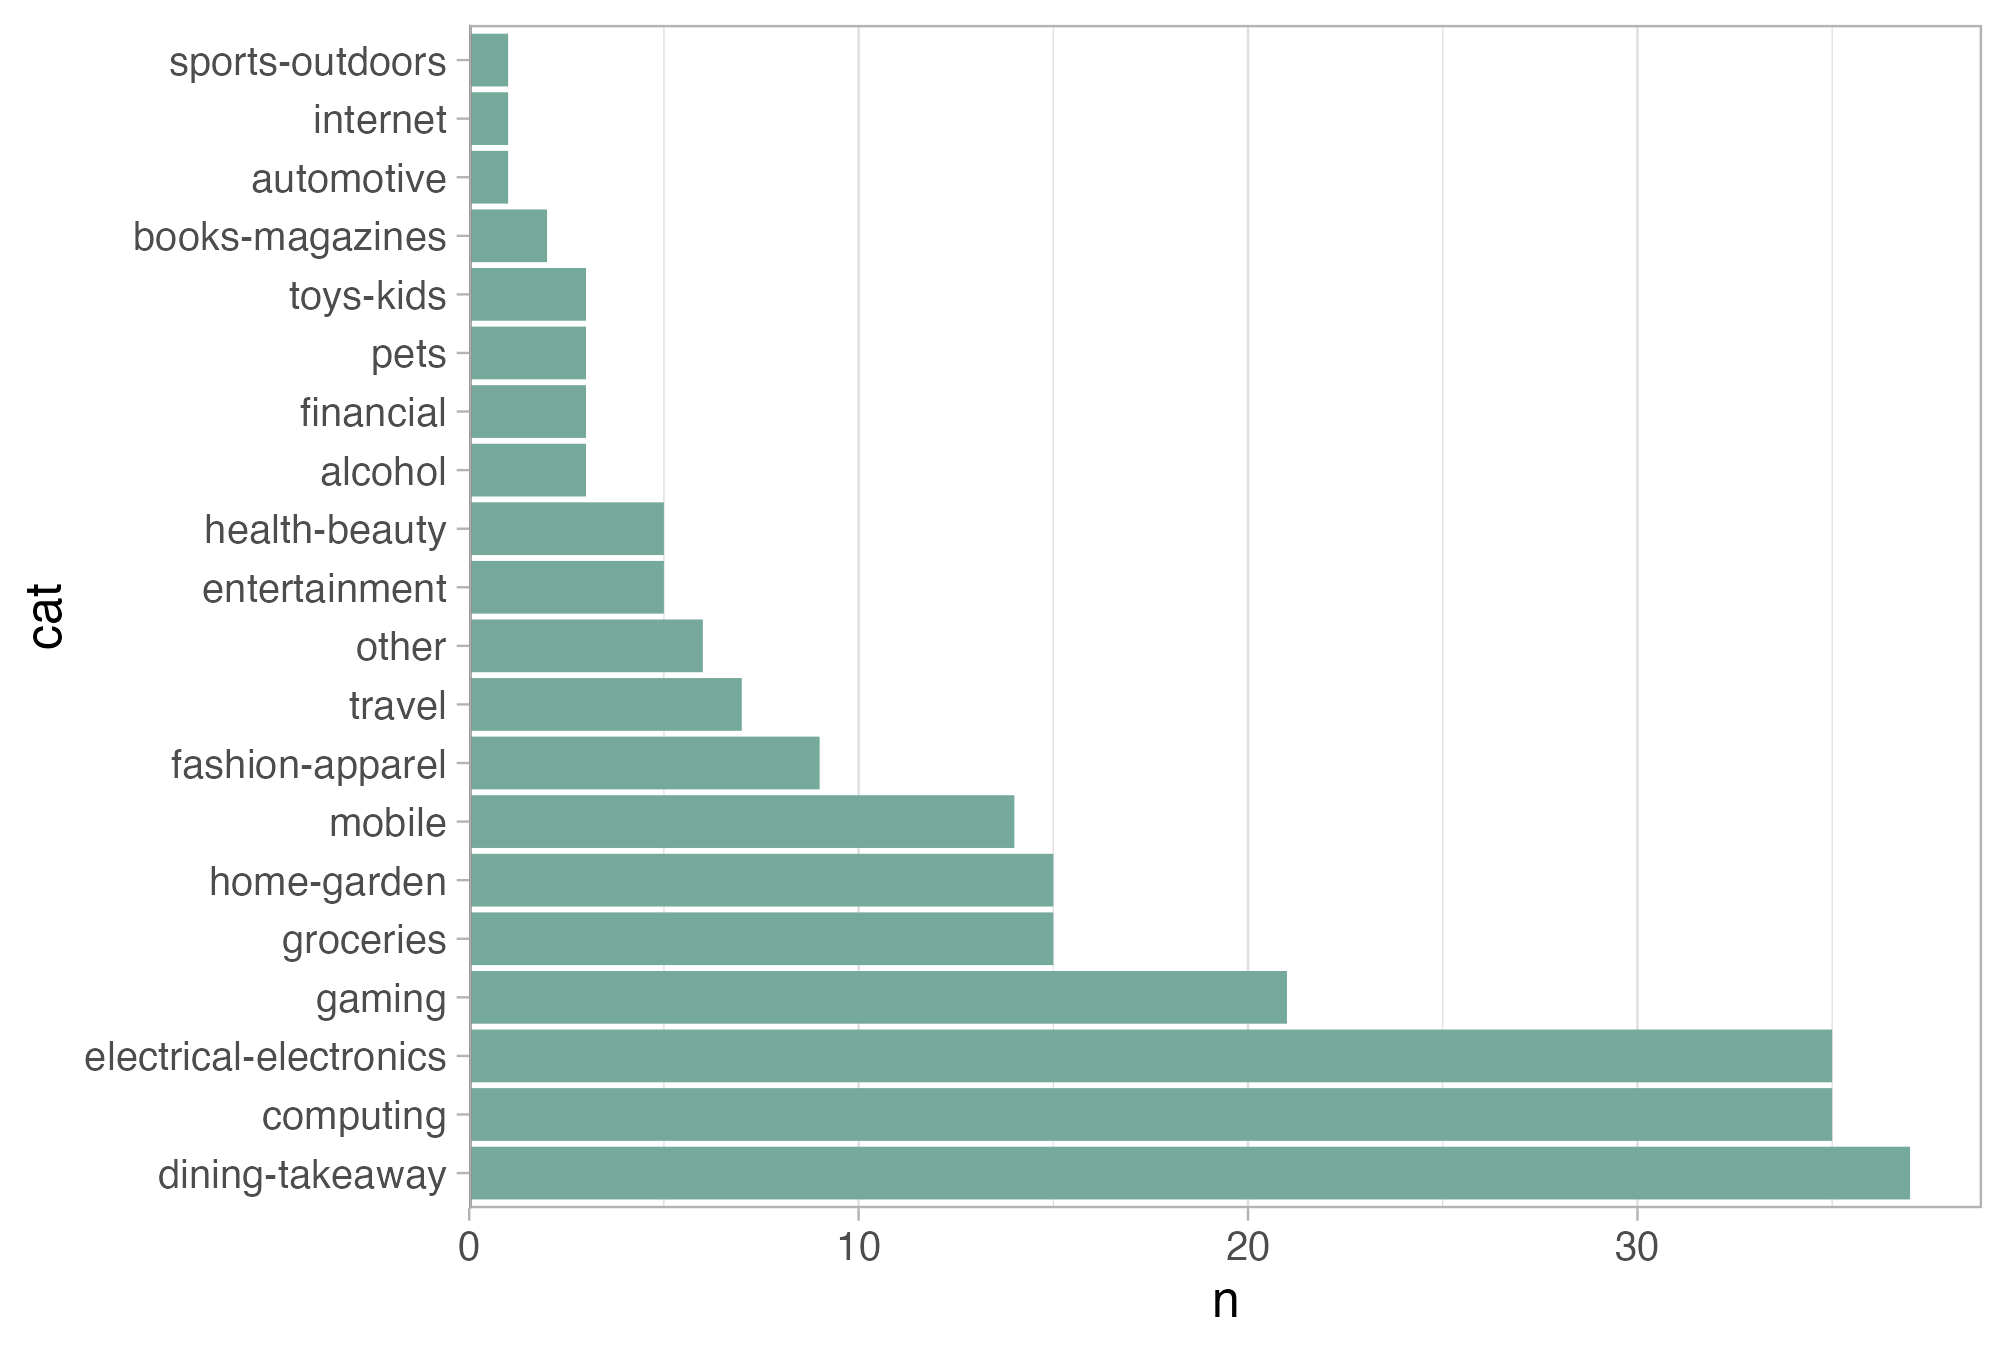 sports-outdoors
internet
automotive
books-magazines
toys-kids
pets
financial
alcohol
health-beauty
entertainment
other
travel
fashion-apparel
mobile
home-garden
groceries
gaming
electrical-electronics
computing
dining-takeaway
cat
0 10 20 30
n